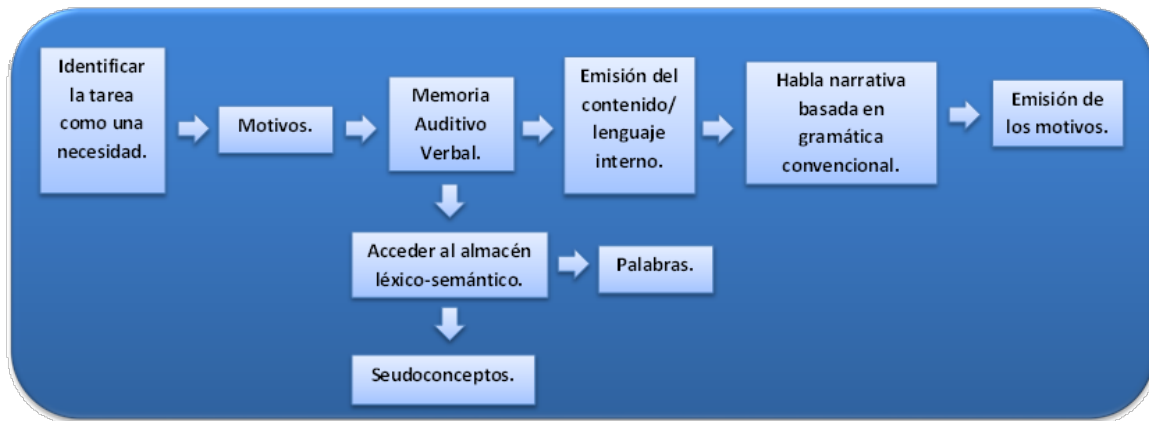 Identificar
la tarea
como una
necesidad.
Motivos.
Memoria
Auditivo
Verbal.
Emisión del
contenido/
lenguaje
interno.
Habla narrativa
basada en
gramática
convencional.
Emisión de
los motivos.
Acceder al almacén
léxico-semántico.
Palabras.
Seudoconceptos.